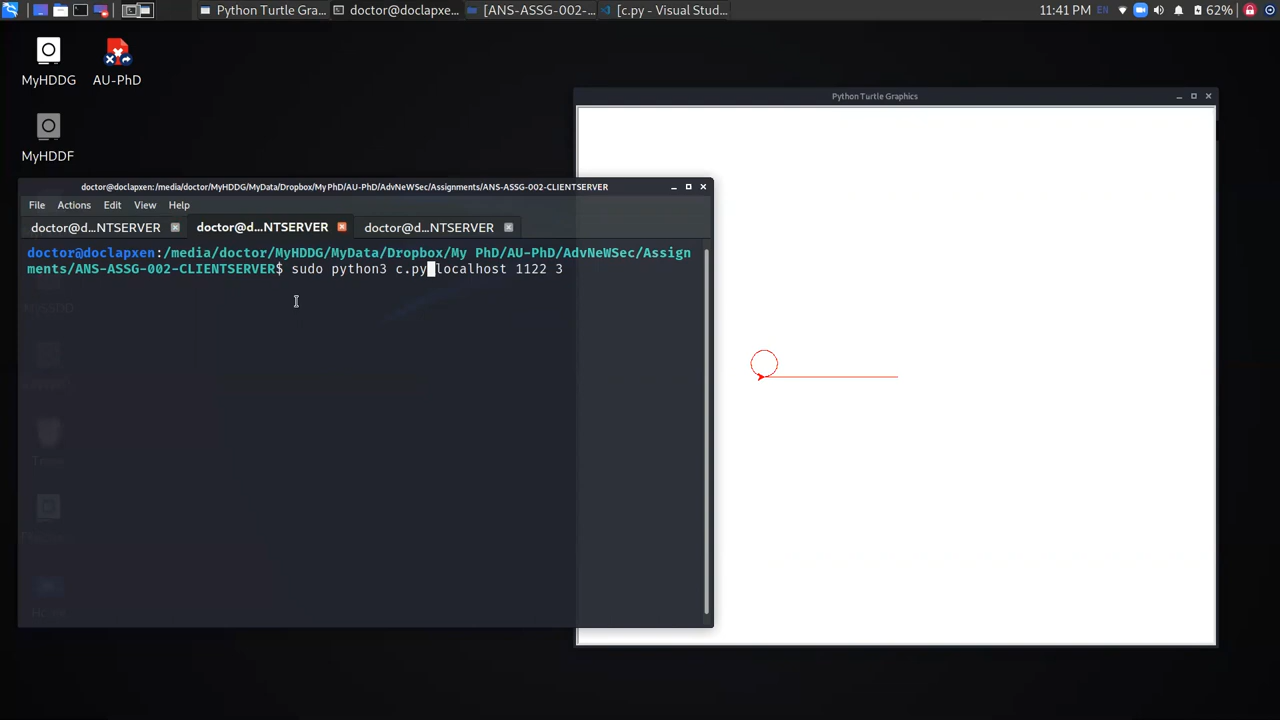 Python Turtle Gra...
doctor@doclapxe...
[ANS-ASSG-002-...
[c.py - Visual Stud...
11:41 PM
EN
62%
MyHDDG
AU-PhD
MyHDDF
Python Turtle Graphics
doctor@doclapxen:/media/doctor/MyHDDG/MyData/Dropbox/My PhD/AU-PhD/AdvNeWSec/Assignments/ANS-ASSG-002-CLIENTSERVER
File Actions Edit View Help
doctor@d...NTSERVER
doctor@d...NTSERVER
doctor@d...NTSERVER
doctor@doclapxen:/media/doctor/MyHDDG/MyData/Dropbox/My PhD/AU-PhD/AdvNeWSec/Assign
ments/ANS-ASSG-002-CLIENTSERVER$ sudo python3 c.py localhost 1122 3
MySSDD